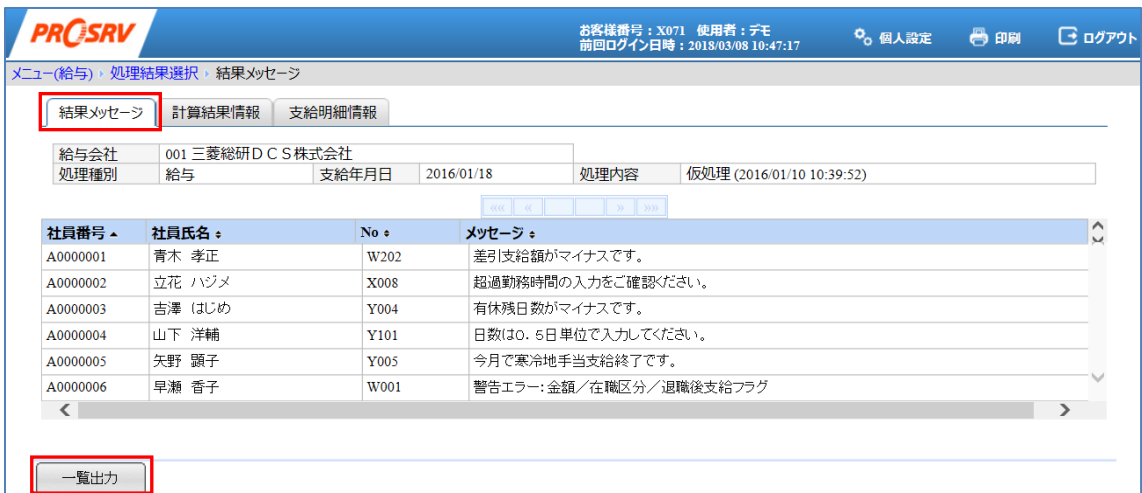 PROSRV
お客様番号：X071 使用者：デモ
前回ログイン日時：2018/03/08 10:47:17
個人設定
印刷
ログアウト
メニュー(給与) 処理結果選択 結果メッセージ
結果メッセージ 計算結果情報 支給明細情報
給与会社 001 三菱総研ＤＣＳ株式会社
処理種別 給与 支給年月日 2016/01/18 処理内容 仮処理 (2016/01/10 10:39:52)
社員番号 社員氏名 No メッセージ
A0000001 青木 孝正 W202 差引支給額がマイナスです。
A0000002 立花 ハジメ X008 超過勤務時間の入力をご確認ください。
A0000003 吉澤 はじめ Y004 有休残日数がマイナスです。
A0000004 山下 洋輔 Y101 日数は０．５日単位で入力してください。
A0000005 矢野 顕子 Y005 今月で寒冷地手当支給終了です。
A0000006 早瀬 香子 W001 警告エラー：金額／在職区分／退職後支給フラグ
一覧出力